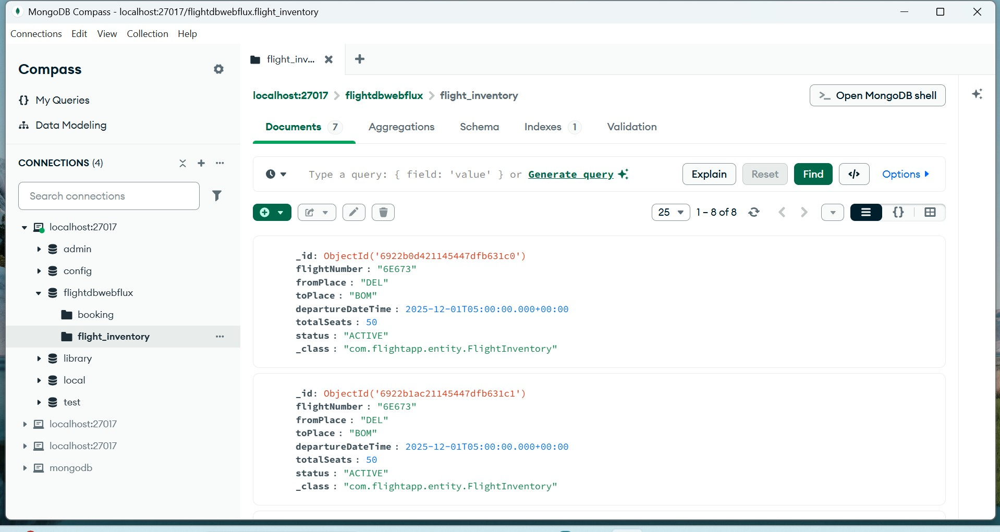 MongoDB Compass - localhost:27017/flightdbwebflux.flight_inventory
Connections Edit View Collection Help
Compass
My Queries
Data Modeling
CONNECTIONS (4)
Search connections
localhost:27017
admin
config
flightdbwebflux
booking
flight_inventory
library
local
test
localhost:27017
localhost:27017
mongodb
flight_inv...
localhost:27017 > flightdbwebflux > flight_inventory
>_ Open MongoDB shell
Documents 7 Aggregations Schema Indexes 1 Validation
Type a query: { field: 'value' } or Generate query
Explain Reset Find </> Options
25 1 – 8 of 8 {}
_id: ObjectId('6922b0d421145447dfb631c0')
flightNumber : "6E673"
fromPlace : "DEL"
toPlace : "BOM"
departureDateTime : 2025-12-01T05:00:00.000+00:00
totalSeats : 50
status : "ACTIVE"
_class : "com.flightapp.entity.FlightInventory"
_id: ObjectId('6922b1ac21145447dfb631c1')
flightNumber : "6E673"
fromPlace : "DEL"
toPlace : "BOM"
departureDateTime : 2025-12-01T05:00:00.000+00:00
totalSeats : 50
status : "ACTIVE"
_class : "com.flightapp.entity.FlightInventory"